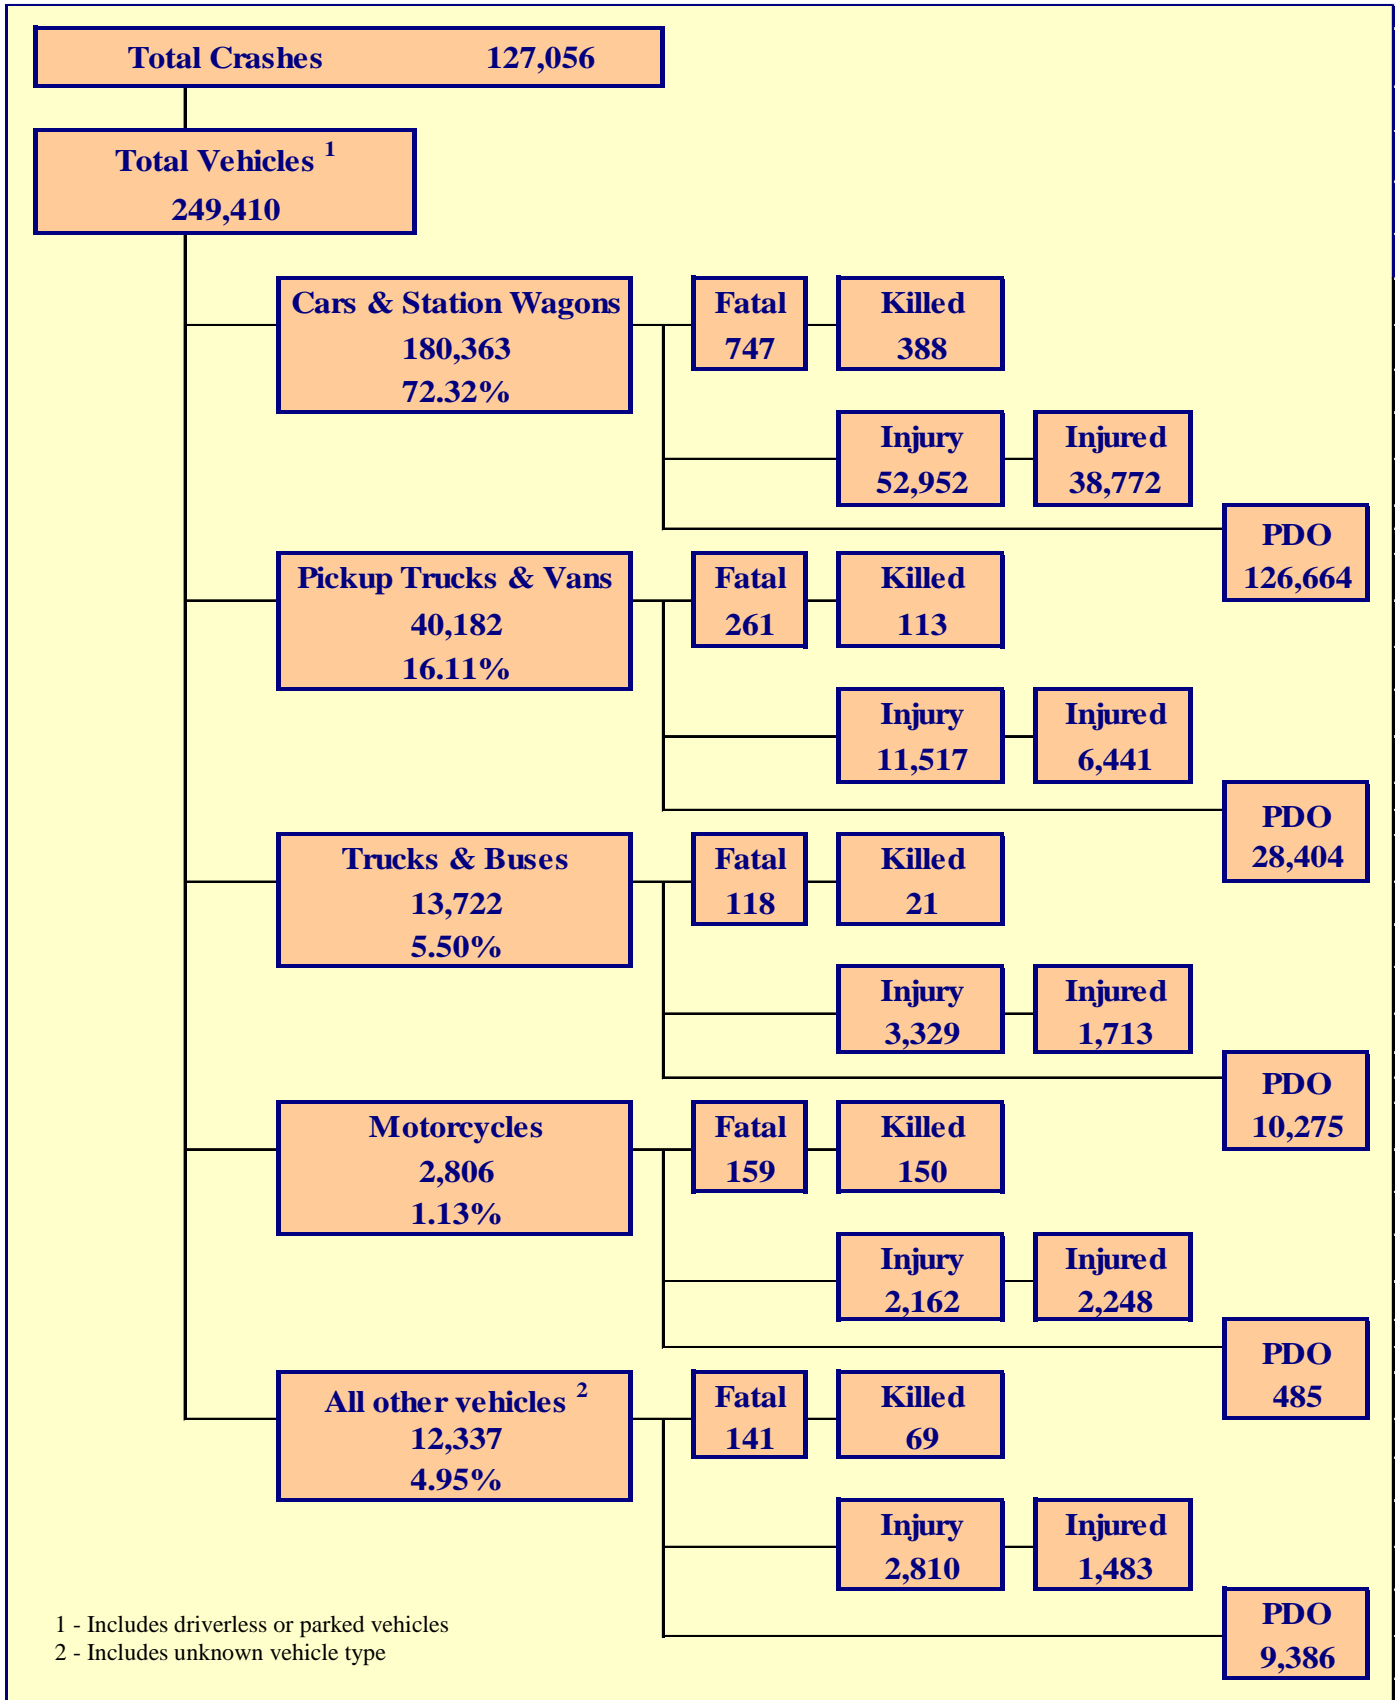 Total Crashes 127,056
Total Vehicles 1
249,410
Cars & Station Wagons
180,363
72.32%
Fatal
747
Killed
388
Injury
52,952
Injured
38,772
PDO
126,664
Pickup Trucks & Vans
40,182
16.11%
Fatal
261
Killed
113
Injury
11,517
Injured
6,441
PDO
28,404
Trucks & Buses
13,722
5.50%
Fatal
118
Killed
21
Injury
3,329
Injured
1,713
PDO
10,275
Motorcycles
2,806
1.13%
Fatal
159
Killed
150
Injury
2,162
Injured
2,248
PDO
485
All other vehicles 2
12,337
4.95%
Fatal
141
Killed
69
Injury
2,810
Injured
1,483
PDO
9,386
1 - Includes driverless or parked vehicles
2 - Includes unknown vehicle type